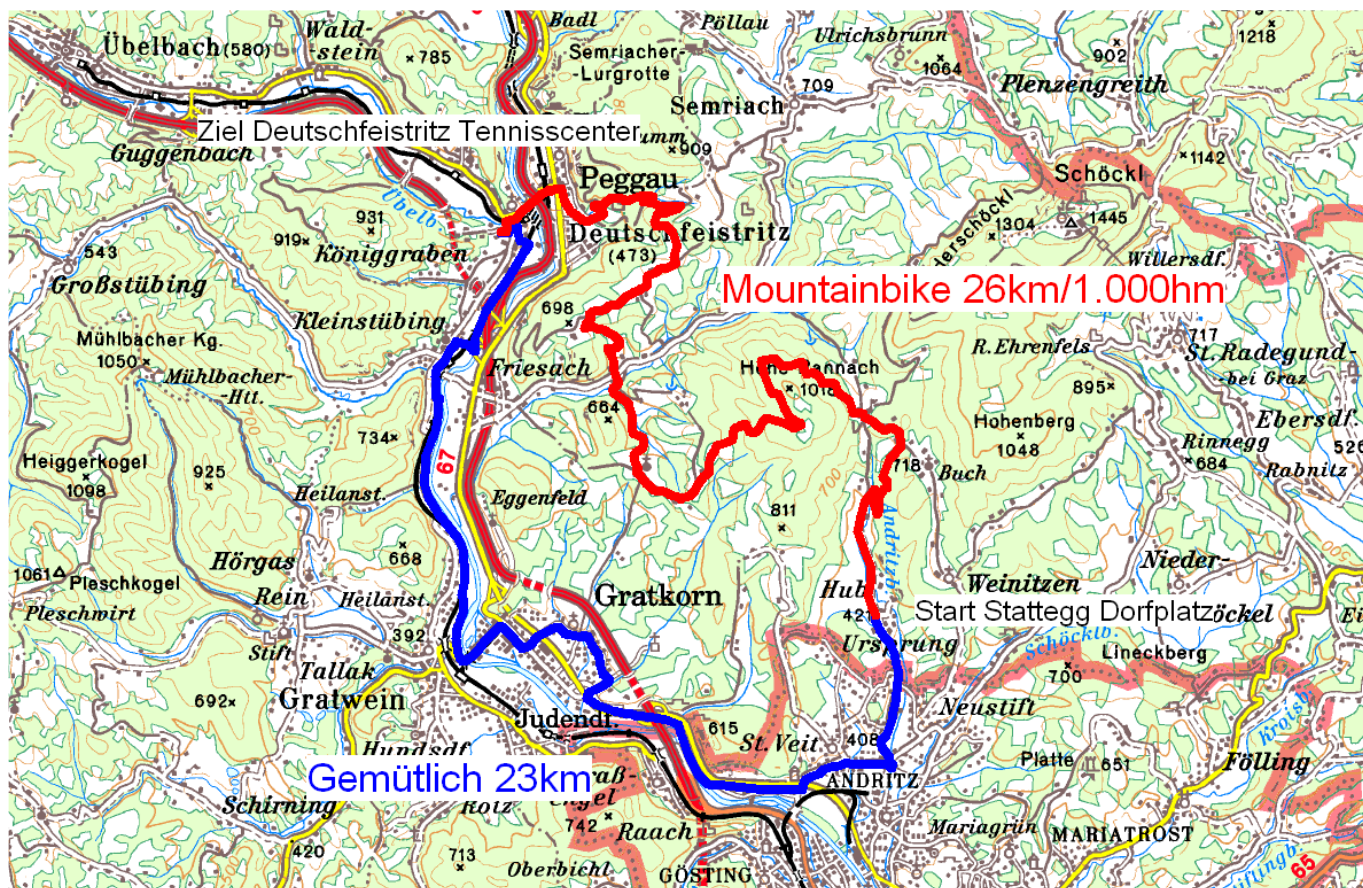 Badl
Pöllau
Ulrichsbrunn
1218
Übelbach (580)
Wald-
-stein
785
Semriacher-
-Lurgrotte
1064
902
Plenzengreith
Semriach
709
Ziel Deutschfeistritz Tennisscenter
Guggenbach
909
1142
Schöckl
Peggau
931
Übelb.
919
Königgraben
Deutschfeistritz
(473)
1304
1445
543
Willersdf.
Großstübing
Mountainbike 26km/1.000hm
698
Kleinstübing
Mühlbacher Kg.
1050
717
R.Ehrenfels
St.Radegund-
-bei Graz
Mühlbacher-
-Htt.
Friesach
664
895
Ebersdf.
734
Hohenberg
1048
Rinnegg
684
Heiggerkogel
1098
925
67
718
Buch
Rabnitz
Heilanst.
Eggenfeld
700
811
Andritzb.
668
Hörgas
Nieder-
1061
Pleschkogel
Rein
Heilanst.
Weinitzen
Pleschwirt
Gratkorn
Hub
421
Start Stattegg Dorfplatz
öckel
392
Stift
Ursprung
Schöcklb.
Tallak
Lineckberg
700
692
Gratwein
Neustift
Kroisb.
Judendf.
615
St.Veit
408
Hundsdf.
Platte
651
Fölling
Gemütlich 23km
ANDRITZ
Schirning
Rötz
742
Raach
Mariagrün
MARIATROST
420
713
Oberbichl
GÖSTING
65